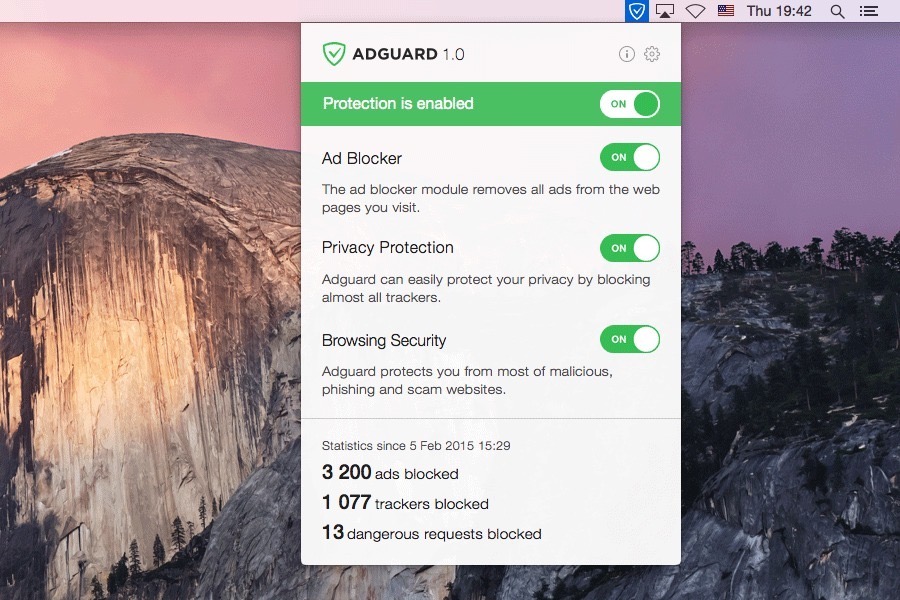 Thu 19:42
ADGUARD 1.0
Protection is enabled ON
Ad Blocker ON
The ad blocker module removes all ads from the web
pages you visit.
Privacy Protection ON
Adguard can easily protect your privacy by blocking
almost all trackers.
Browsing Security ON
Adguard protects you from most of malicious,
phishing and scam websites.
Statistics since 5 Feb 2015 15:29
3 200 ads blocked
1 077 trackers blocked
13 dangerous requests blocked